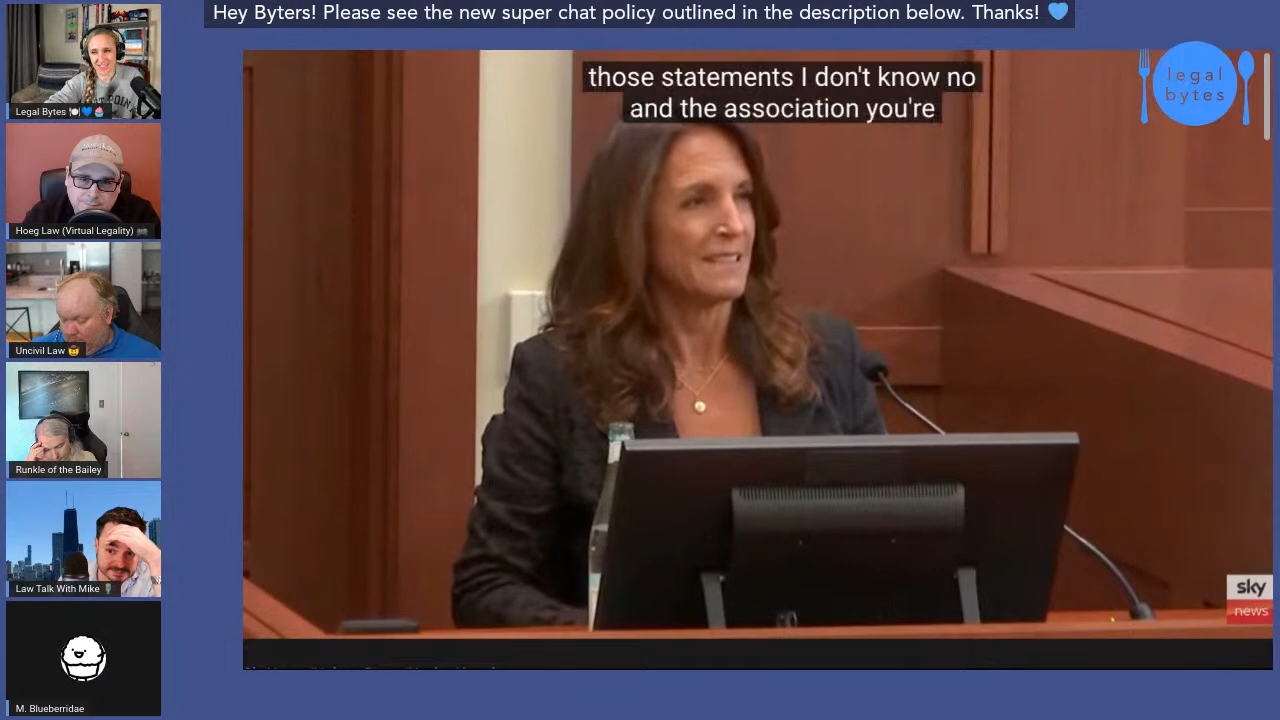 Hey Byters! Please see the new super chat policy outlined in the description below. Thanks!
those statements I don't know no
and the association you're
legal
bytes
Legal Bytes
Hoeg Law (Virtual Legality)
Uncivil Law
Runkle of the Bailey
Law Talk With Mike
M. Blueberridae
sky
news